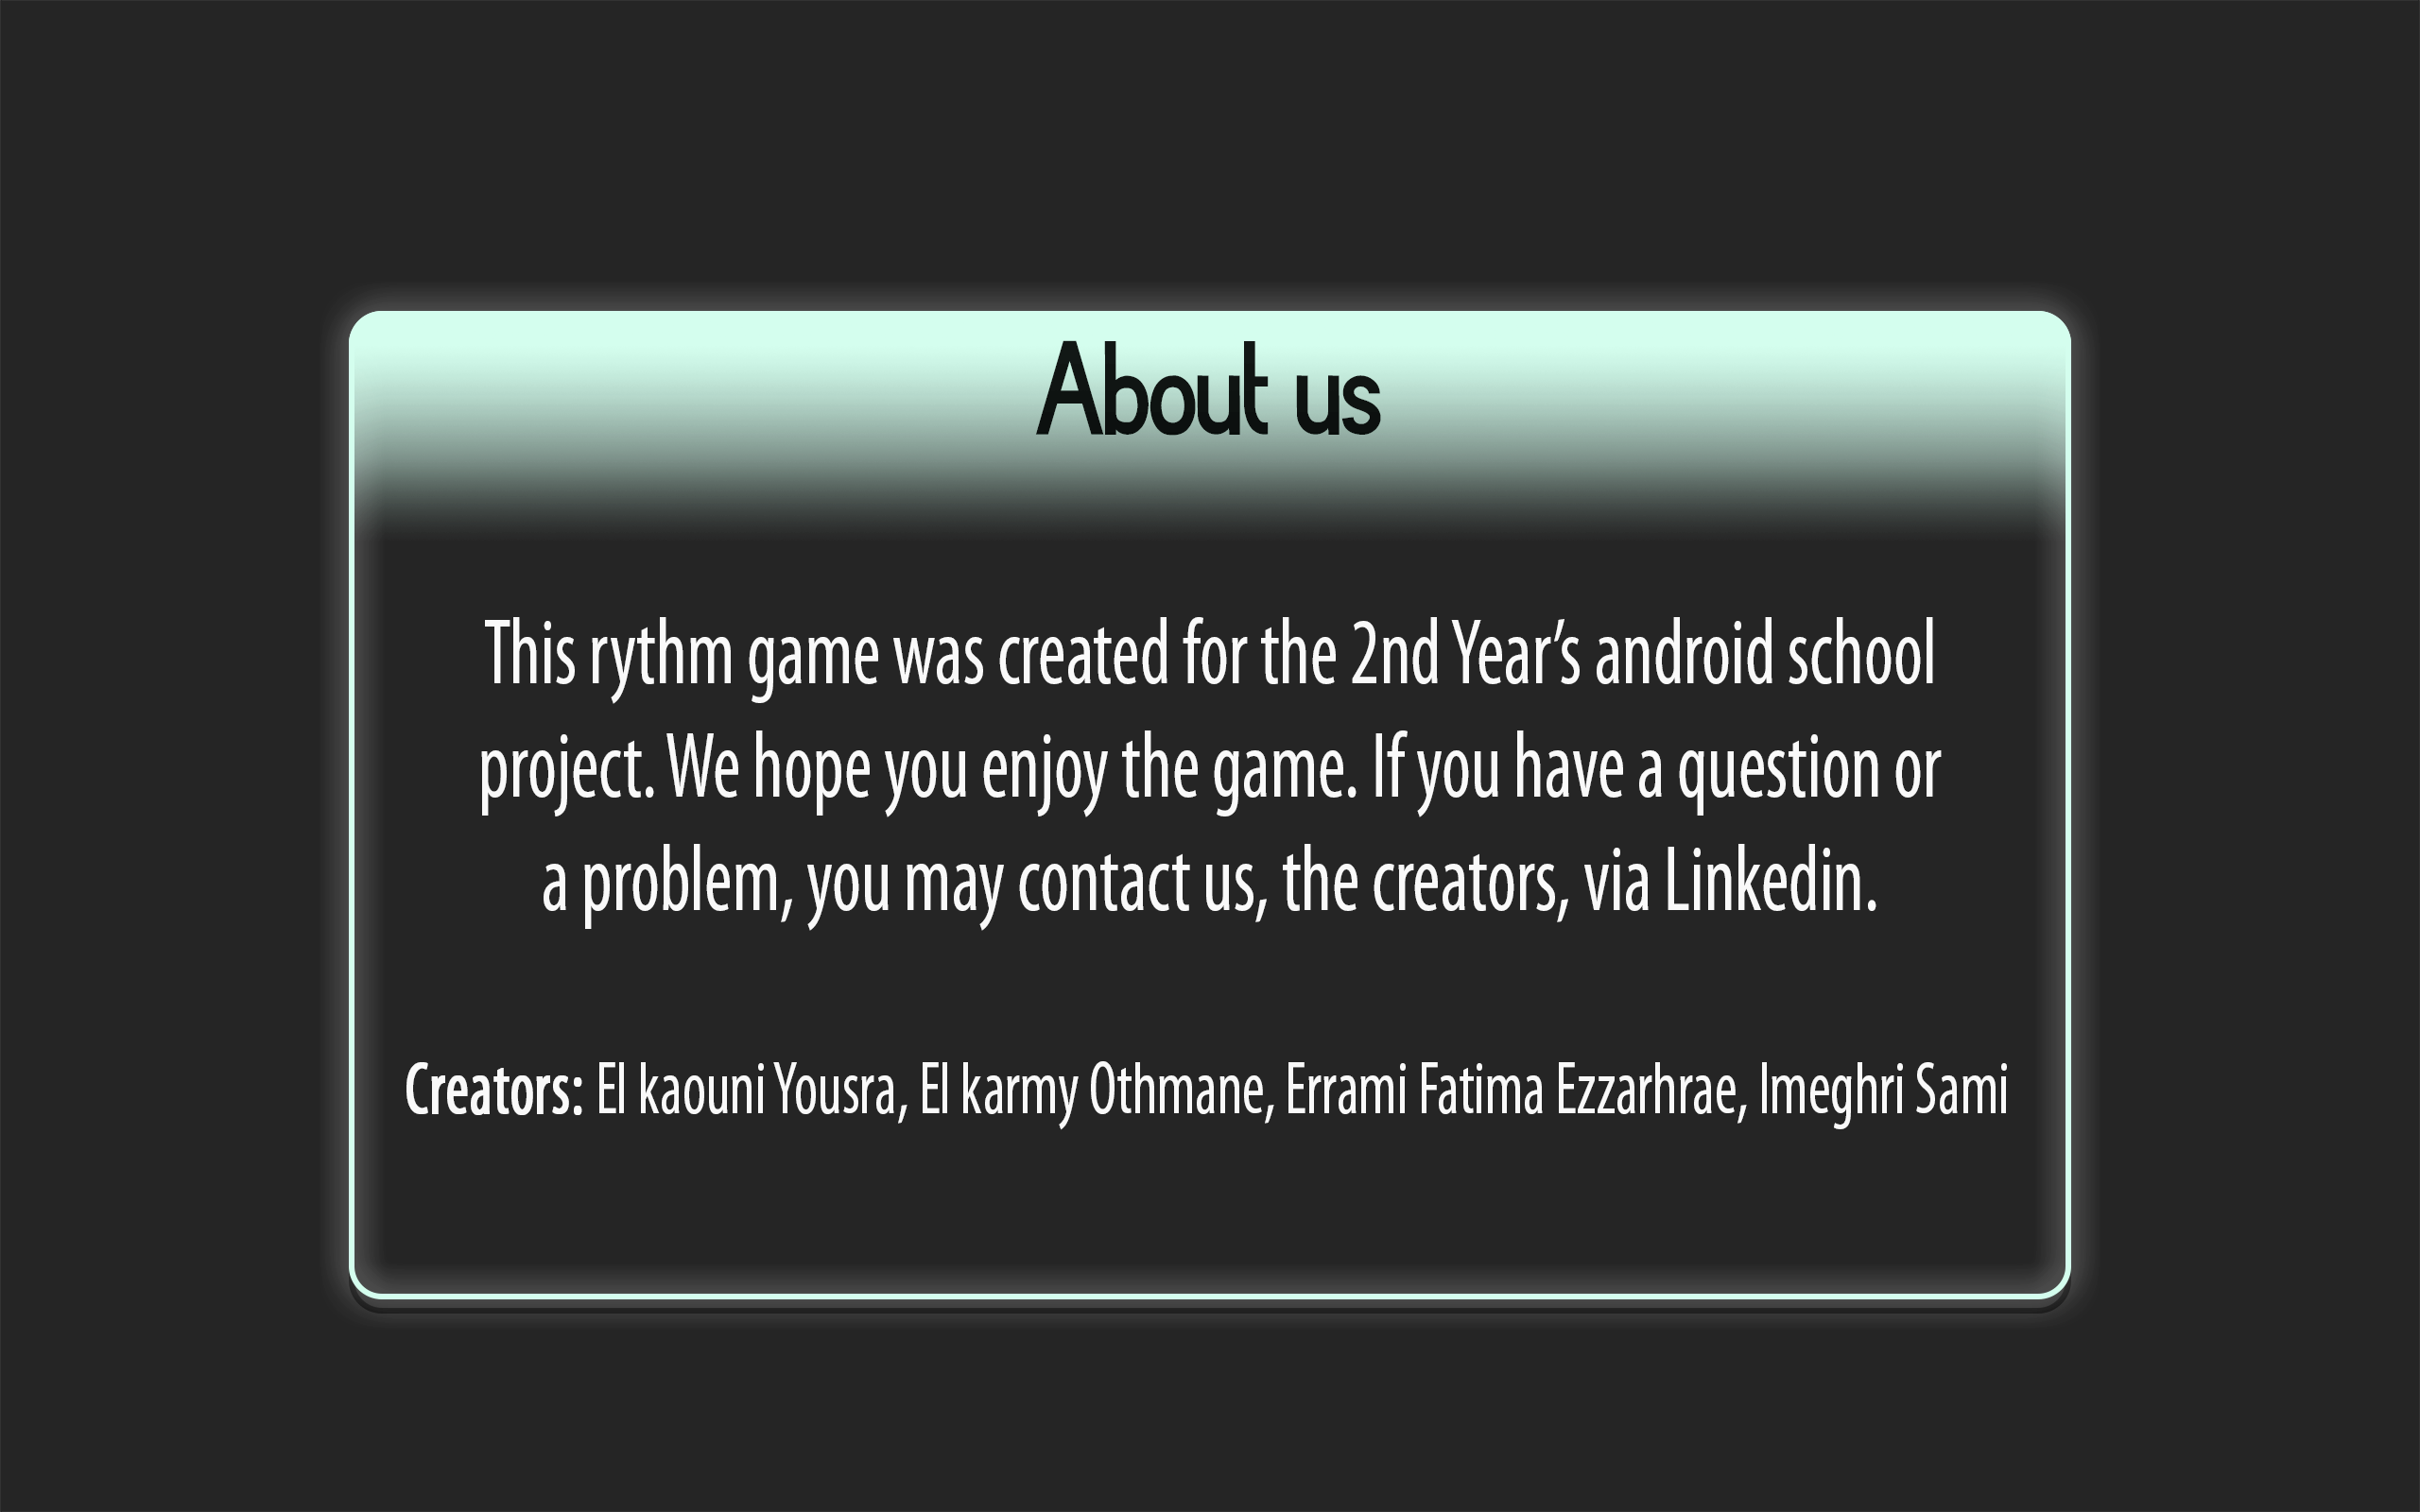 About us
This rythm game was created for the 2nd Year’s android school
project. We hope you enjoy the game. If you have a question or
a problem, you may contact us, the creators, via Linkedin.
Creators: El kaouni Yousra, El karmy Othmane, Errami Fatima Ezzarhrae, Imeghri Sami